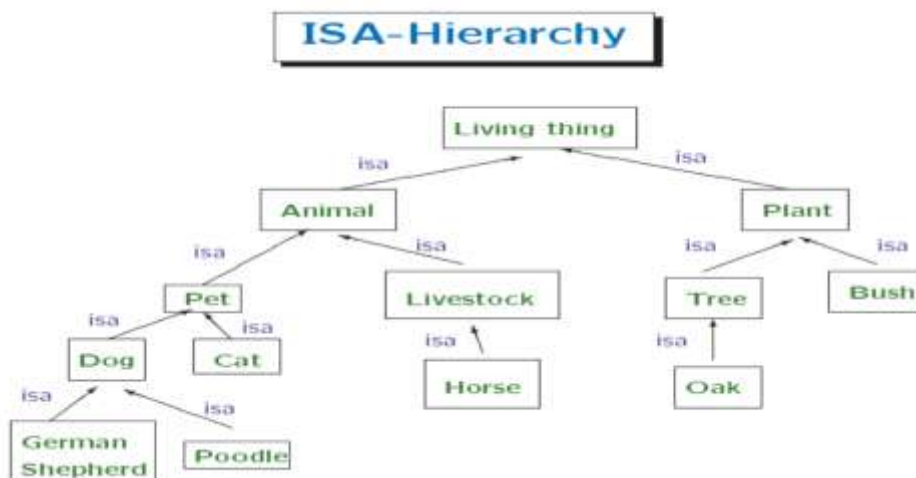 ISA-Hierarchy
Living thing
isa
isa
Animal
Plant
isa
isa
isa
isa
Pet
Livestock
Tree
Bush
isa
isa
isa
isa
Dog
Cat
Horse
Oak
isa
isa
German
Shepherd
Poodle